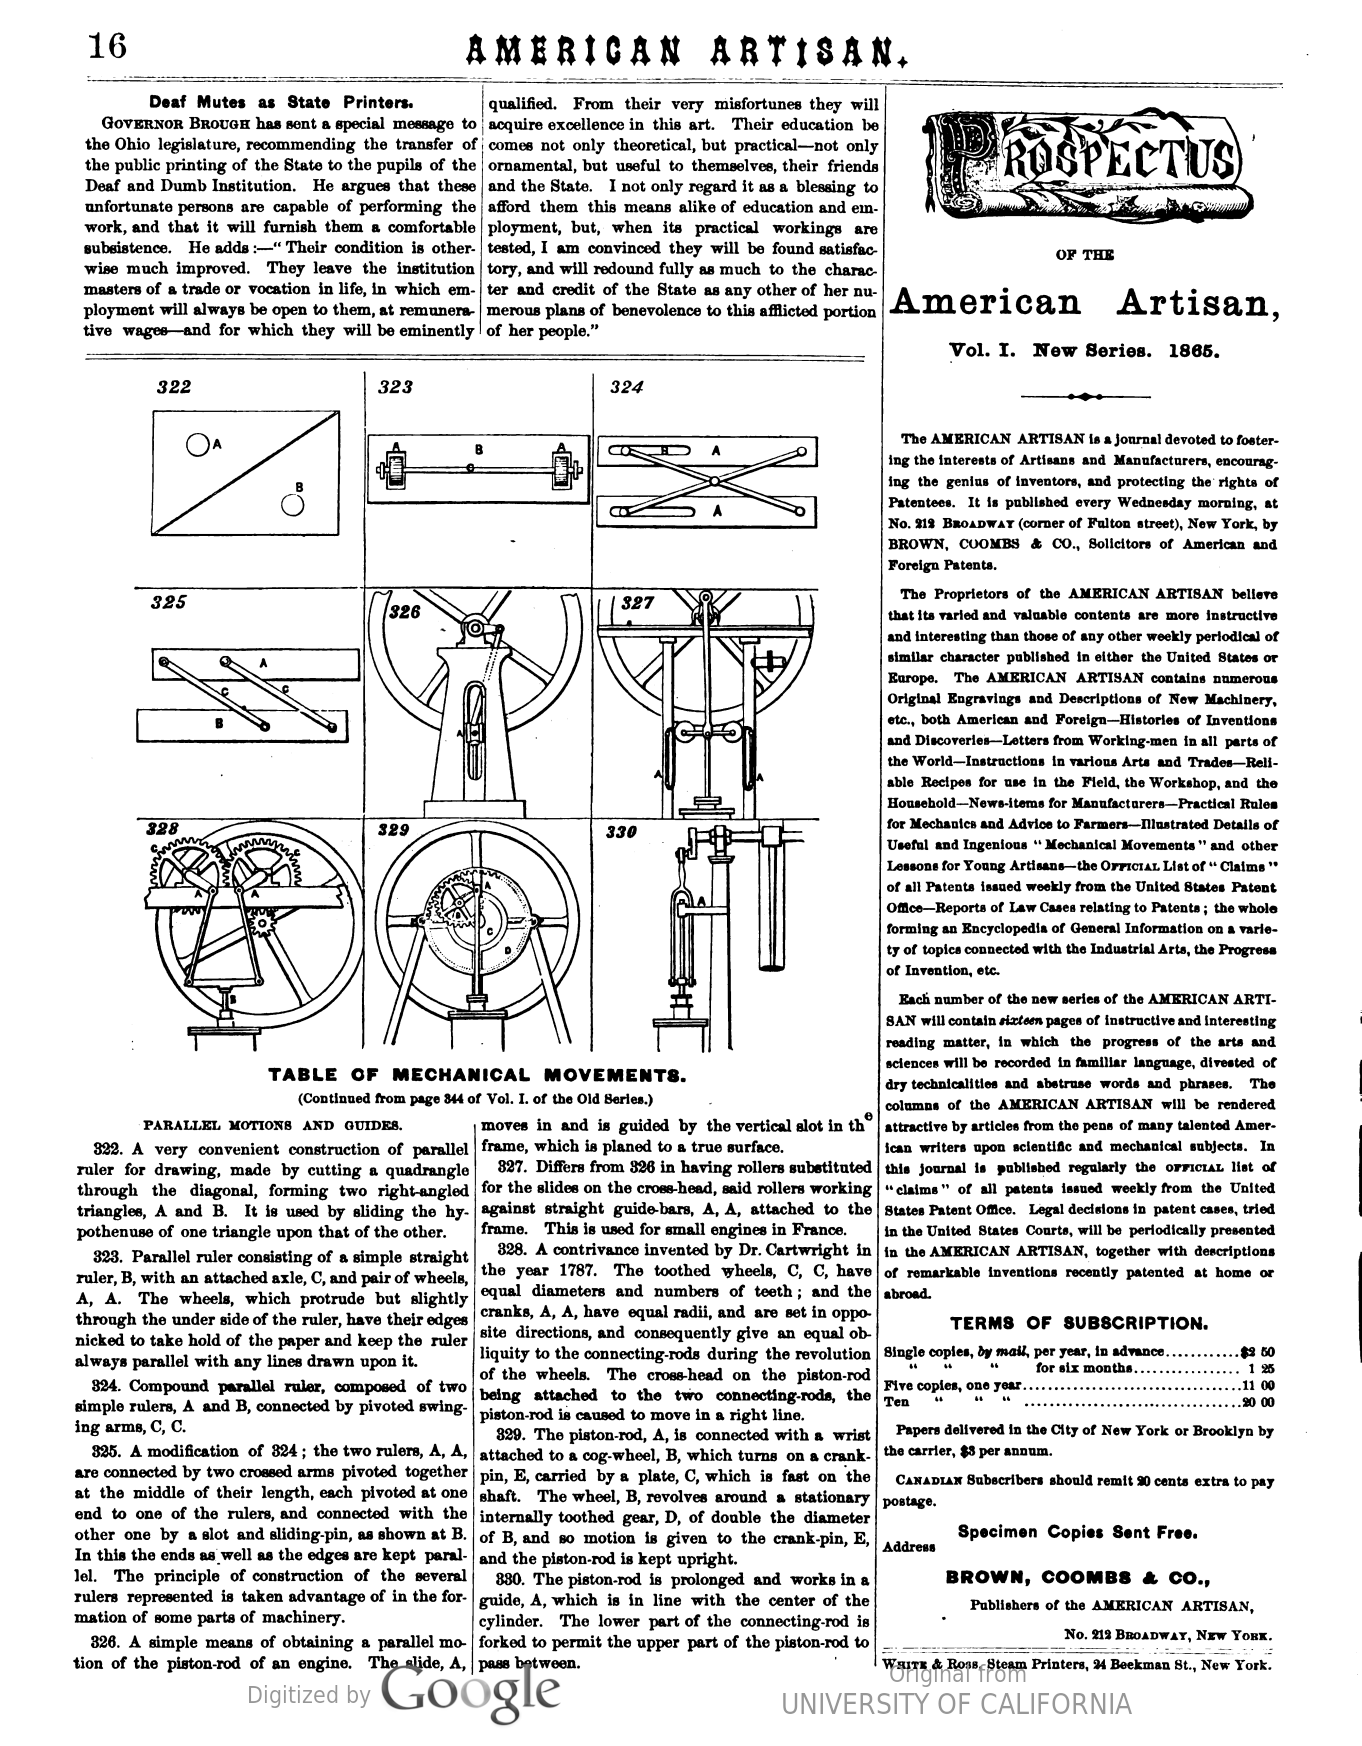 16
AMERICAN ARTISAN.
Deaf Mutes as State Printers.
GOVERNOR BROUGH has sent a special message to
the Ohio legislature, recommending the transfer of
the public printing of the State to the pupils of the
Deaf and Dumb Institution. He argues that these
unfortunate persons are capable of performing the
work, and that it will furnish them a comfortable
subsistence. He adds:—“Their condition is other-
wise much improved. They leave the institution
masters of a trade or vocation in life, in which em-
ployment will always be open to them, at remunera-
tive wages—and for which they will be eminently
qualified. From their very misfortunes they will
acquire excellence in this art. Their education be
comes not only theoretical, but practical—not only
ornamental, but useful to themselves, their friends
and the State. I not only regard it as a blessing to
afford them this means alike of education and em-
ployment, but, when its practical workings are
tested, I am convinced they will be found satisfac-
tory, and will redound fully as much to the charac-
ter and credit of the State as any other of her nu-
merous plans of benevolence to this afflicted portion
of her people.”
322
A
B
323
A
B
A
C
324
B
A
A
325
A
C
C
B
326
A
327
A
A
328
C
C
A
A
B
329
A
B
C
D
330
A
TABLE OF MECHANICAL MOVEMENTS.
(Continued from page 344 of Vol. I. of the Old Series.)
PARALLEL MOTIONS AND GUIDES.
322. A very convenient construction of parallel
ruler for drawing, made by cutting a quadrangle
through the diagonal, forming two right-angled
triangles, A and B. It is used by sliding the hy-
pothenuse of one triangle upon that of the other.
323. Parallel ruler consisting of a simple straight
ruler, B, with an attached axle, C, and pair of wheels,
A, A. The wheels, which protrude but slightly
through the under side of the ruler, have their edges
nicked to take hold of the paper and keep the ruler
always parallel with any lines drawn upon it.
324. Compound parallel ruler, composed of two
simple rulers, A and B, connected by pivoted swing-
ing arms, C, C.
325. A modification of 324; the two rulers, A, A,
are connected by two crossed arms pivoted together
at the middle of their length, each pivoted at one
end to one of the rulers, and connected with the
other one by a slot and sliding-pin, as shown at B.
In this the ends as well as the edges are kept paral-
lel. The principle of construction of the several
rulers represented is taken advantage of in the for-
mation of some parts of machinery.
326. A simple means of obtaining a parallel mo-
tion of the piston-rod of an engine. The slide, A,
moves in and is guided by the vertical slot in the
frame, which is planed to a true surface.
327. Differs from 326 in having rollers substituted
for the slides on the cross-head, said rollers working
against straight guide-bars, A, A, attached to the
frame. This is used for small engines in France.
328. A contrivance invented by Dr. Cartwright in
the year 1787. The toothed wheels, C, C, have
equal diameters and numbers of teeth; and the
cranks, A, A, have equal radii, and are set in oppo-
site directions, and consequently give an equal ob-
liquity to the connecting-rods during the revolution
of the wheels. The cross-head on the piston-rod
being attached to the two connecting-rods, the
piston-rod is caused to move in a right line.
329. The piston-rod, A, is connected with a wrist
attached to a cog-wheel, B, which turns on a crank-
pin, E, carried by a plate, C, which is fast on the
shaft. The wheel, B, revolves around a stationary
internally toothed gear, D, of double the diameter
of B, and so motion is given to the crank-pin, E,
and the piston-rod is kept upright.
330. The piston-rod is prolonged and works in a
guide, A, which is in line with the center of the
cylinder. The lower part of the connecting-rod is
forked to permit the upper part of the piston-rod to
pass between.
PROSPECTUS
OF THE
American Artisan,
Vol. I. New Series. 1865.
The AMERICAN ARTISAN is a journal devoted to foster-
ing the interests of Artisans and Manufacturers, encourag-
ing the genius of inventors, and protecting the rights of
Patentees. It is published every Wednesday morning, at
No. 212 BROADWAY (corner of Fulton street), New York, by
BROWN, COOMBS & CO., Solicitors of American and
Foreign Patents.
The Proprietors of the AMERICAN ARTISAN believe
that its varied and valuable contents are more instructive
and interesting than those of any other weekly periodical of
similar character published in either the United States or
Europe. The AMERICAN ARTISAN contains numerous
Original Engravings and Descriptions of New Machinery,
etc., both American and Foreign—Histories of Inventions
and Discoveries—Letters from Working-men in all parts of
the World—Instructions in various Arts and Trades—Reli-
able Recipes for use in the Field, the Workshop, and the
Household—News-items for Manufacturers—Practical Rules
for Mechanics and Advice to Farmers—Illustrated Details of
Useful and Ingenious “Mechanical Movements” and other
Lessons for Young Artisans—the OFFICIAL List of “Claims”
of all Patents issued weekly from the United States Patent
Office—Reports of Law Cases relating to Patents; the whole
forming an Encyclopedia of General Information on a varie-
ty of topics connected with the Industrial Arts, the Progress
of Invention, etc.
Each number of the new series of the AMERICAN ARTI-
SAN will contain sixteen pages of instructive and interesting
reading matter, in which the progress of the arts and
sciences will be recorded in familiar language, divested of
dry technicalities and abstruse words and phrases. The
columns of the AMERICAN ARTISAN will be rendered
attractive by articles from the pens of many talented Amer-
ican writers upon scientific and mechanical subjects. In
this journal is published regularly the OFFICIAL list of
“claims” of all patents issued weekly from the United
States Patent Office. Legal decisions in patent cases, tried
in the United States Courts, will be periodically presented
in the AMERICAN ARTISAN, together with descriptions
of remarkable inventions recently patented at home or
abroad.
TERMS OF SUBSCRIPTION.
Single copies, by mail, per year, in advance............$2 50
“ “ “ for six months................. 1 25
Five copies, one year...................................11 00
Ten “ “ “ ...................................20 00
Papers delivered in the City of New York or Brooklyn by
the carrier, $3 per annum.
CANADIAN Subscribers should remit 20 cents extra to pay
postage.
Specimen Copies Sent Free.
Address
BROWN, COOMBS & CO.,
Publishers of the AMERICAN ARTISAN,
No. 212 BROADWAY, NEW YORK.
WHITE & ROSS, Steam Printers, 24 Beekman St., New York.
Digitized by Google
Original from
UNIVERSITY OF CALIFORNIA